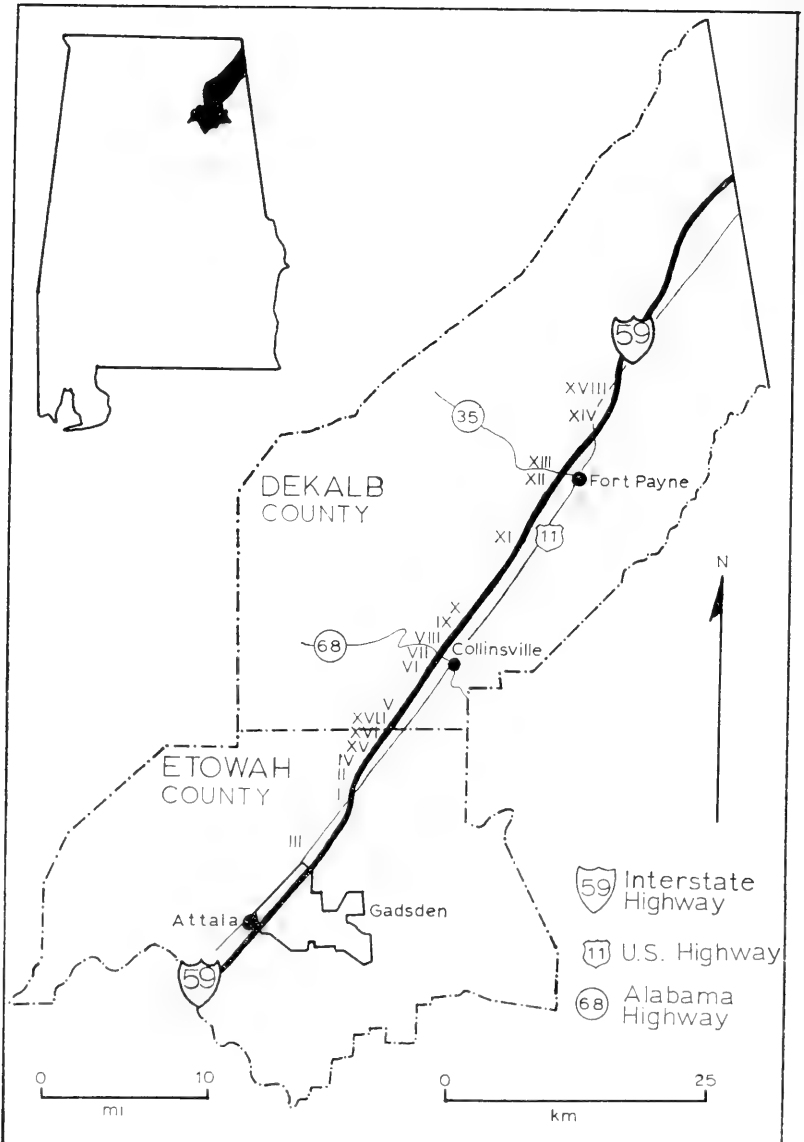 59
XVIII
XIV
35
XIII
XII
Fort Payne
DEKALB
COUNTY
XI
11
N
X
IX
VIII
68
VII
Collinsville
VI
V
XVII
XVI
XV
ETOWAH
COUNTY
IV
II
I
III
59 Interstate
Highway
Gadsden
Attala
11 U.S. Highway
59
68 Alabama
Highway
0 10
mi
0 25
km